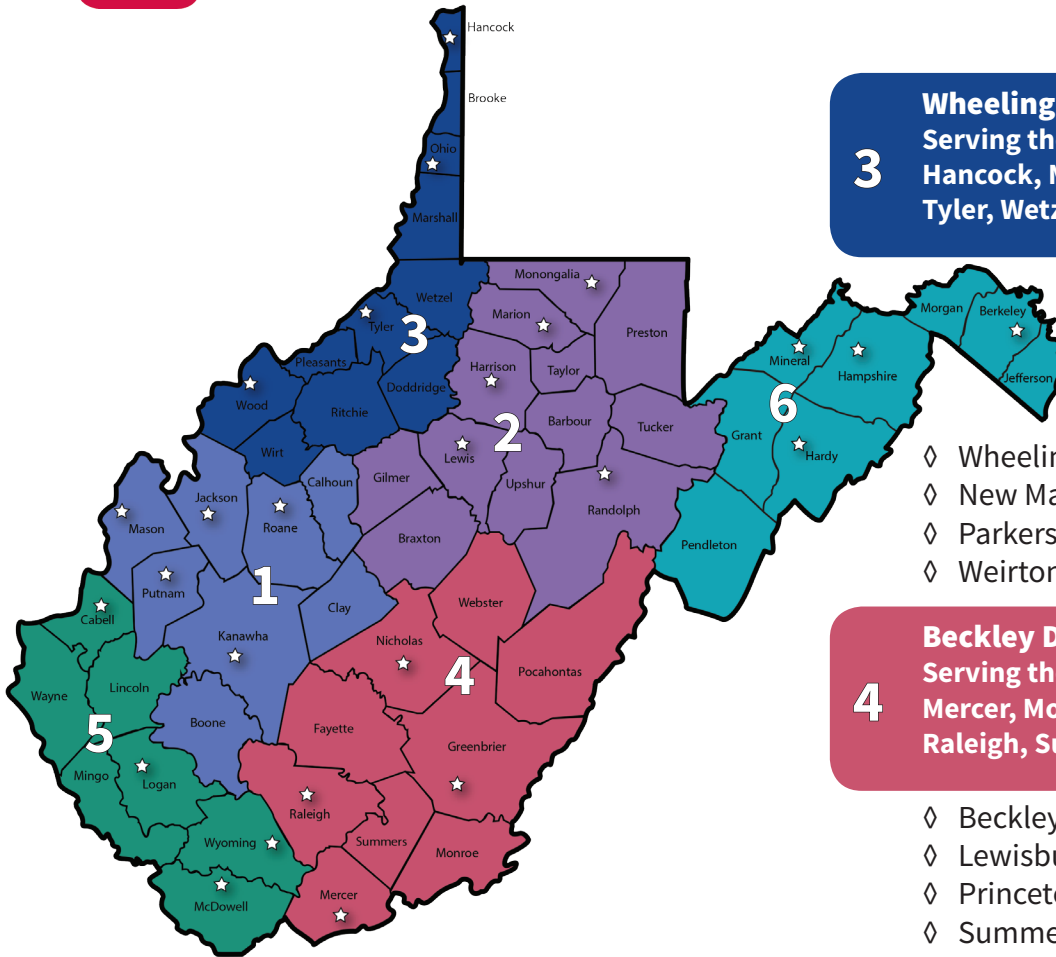 Hancock
Brooke
Ohio
Marshall
Wetzel
Tyler
3
Pleasants
Doddridge
Wood
Ritchie
Wirt
Monongalia
Marion
Preston
Harrison
Taylor
2
Barbour
Tucker
Lewis
Gilmer
Upshur
Randolph
Braxton
Morgan
Berkeley
Jefferson
Mineral
Hampshire
6
Grant
Hardy
Pendleton
Calhoun
Jackson
Roane
Mason
Putnam
1
Clay
Kanawha
Boone
Cabell
Wayne
Lincoln
5
Mingo
Logan
Wyoming
McDowell
Webster
Nicholas
4
Pocahontas
Fayette
Greenbrier
Raleigh
Summers
Monroe
Mercer
3
Wheeling
Serving th
Hancock,
Tyler, Wetz
◊ Wheelin
◊ New Ma
◊ Parkers
◊ Weirton
4
Beckley D
Serving th
Mercer, Mo
Raleigh, Su
◊ Beckley
◊ Lewisbu
◊ Princeto
◊ Summe